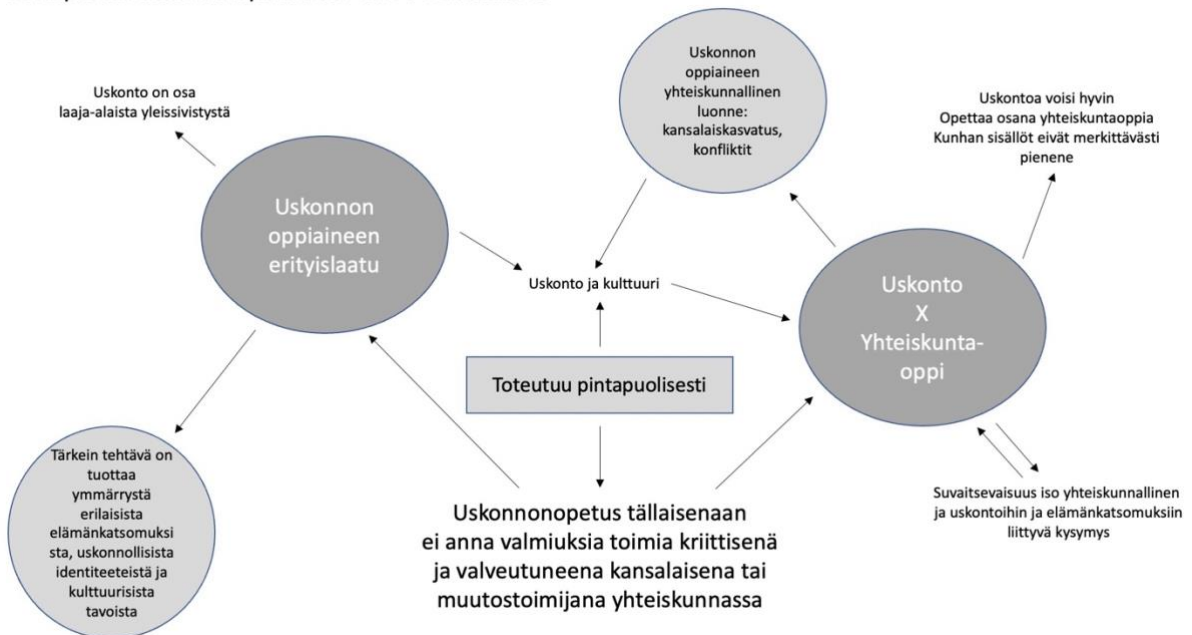 Uskonnon
oppiaineen
yhteiskunnallinen
luonne:
kansalaiskasvatus,
konfliktit
Uskonto on osa
laaja-alaista yleissivistystä
Uskontoa voisi hyvin
Opettaa osana yhteiskuntaoppia
Kunhan sisällöt eivät merkittävästi
pienene
Uskonnon
oppiaineen
erityislaatu
Uskonto ja kulttuuri
Uskonto
X
Yhteiskunta-
oppi
Toteutuu pintapuolisesti
Tärkein tehtävä on
tuottaa
ymmärrystä
erilaisista
elämänkatsomuksi
sta, uskonnollisista
identiteeteistä ja
kulttuurisista
tavoista
Uskonnonopetus tällaisenaan
ei anna valmiuksia toimia kriittisenä
ja valveutuneena kansalaisena tai
muutostoimijana yhteiskunnassa
Suvaitsevaisuus iso yhteiskunnallinen
ja uskontoihin ja elämänkatsomuksiin
liittyvä kysymys